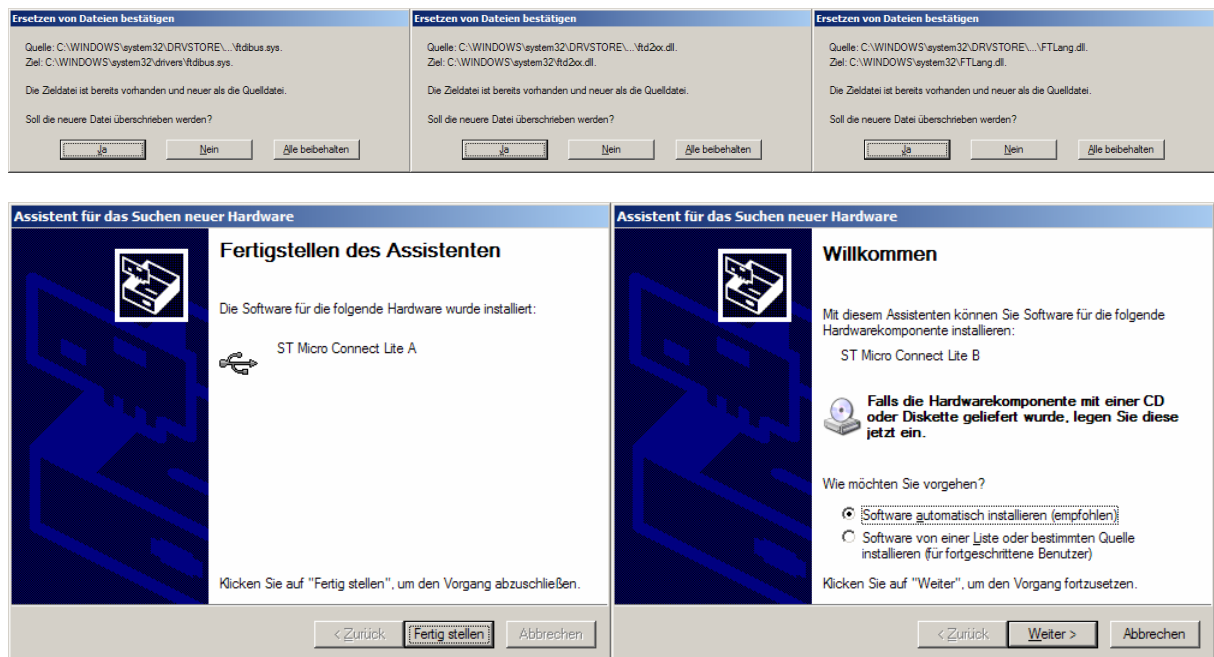 Ersetzen von Dateien bestätigen
Quelle: C:\WINDOWS\system32\DRVSTORE\...\ftdibus.sys.
Ziel: C:\WINDOWS\system32\drivers\ftdibus.sys.
Die Zieldatei ist bereits vorhanden und neuer als die Quelldatei.
Soll die neuere Datei überschrieben werden?
Ja
Nein
Alle beibehalten
Ersetzen von Dateien bestätigen
Quelle: C:\WINDOWS\system32\DRVSTORE\...\ftd2xx.dll.
Ziel: C:\WINDOWS\system32\ftd2xx.dll.
Die Zieldatei ist bereits vorhanden und neuer als die Quelldatei.
Soll die neuere Datei überschrieben werden?
Ja
Nein
Alle beibehalten
Ersetzen von Dateien bestätigen
Quelle: C:\WINDOWS\system32\DRVSTORE\...\FTLang.dll.
Ziel: C:\WINDOWS\system32\FTLang.dll.
Die Zieldatei ist bereits vorhanden und neuer als die Quelldatei.
Soll die neuere Datei überschrieben werden?
Ja
Nein
Alle beibehalten
Assistent für das Suchen neuer Hardware
Fertigstellen des Assistenten
Die Software für die folgende Hardware wurde installiert:
ST Micro Connect Lite A
Klicken Sie auf "Fertig stellen", um den Vorgang abzuschließen.
< Zurück
Fertig stellen
Abbrechen
Assistent für das Suchen neuer Hardware
Willkommen
Mit diesem Assistenten können Sie Software für die folgende
Hardwarekomponente installieren:
ST Micro Connect Lite B
Falls die Hardwarekomponente mit einer CD
oder Diskette geliefert wurde, legen Sie diese
jetzt ein.
Wie möchten Sie vorgehen?
Software automatisch installieren (empfohlen)
Software von einer Liste oder bestimmten Quelle
installieren (für fortgeschrittene Benutzer)
Klicken Sie auf "Weiter", um den Vorgang fortzusetzen.
< Zurück
Weiter >
Abbrechen